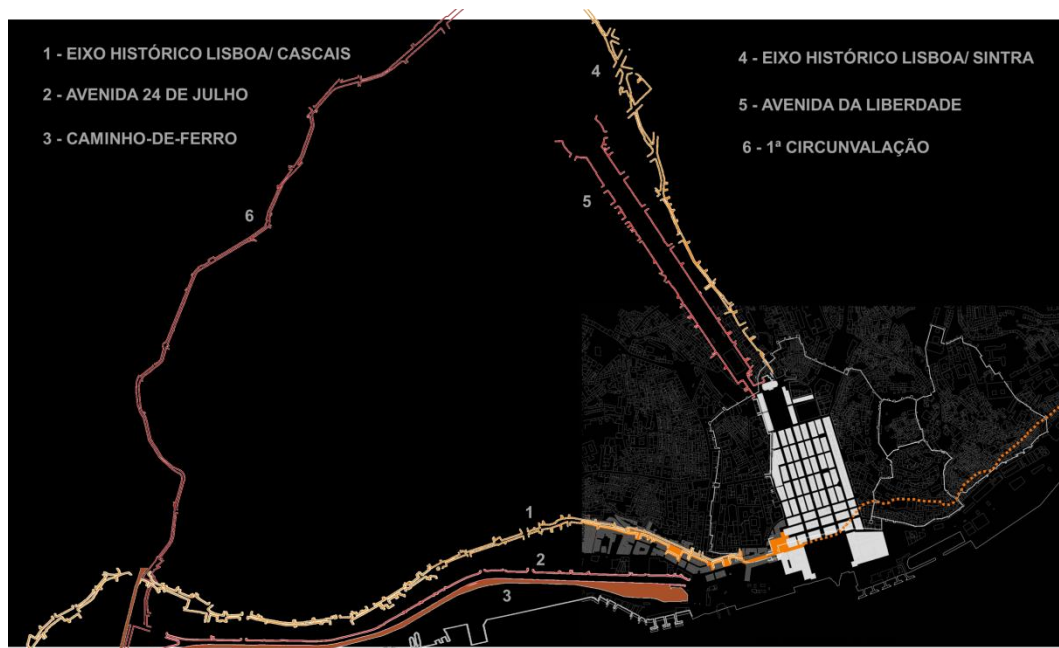 1 - EIXO HISTÓRICO LISBOA/ CASCAIS
2 - AVENIDA 24 DE JULHO
3 - CAMINHO-DE-FERRO
4 - EIXO HISTÓRICO LISBOA/ SINTRA
5 - AVENIDA DA LIBERDADE
6 - 1ª CIRCUNVALAÇÃO
4
5
6
1
2
3